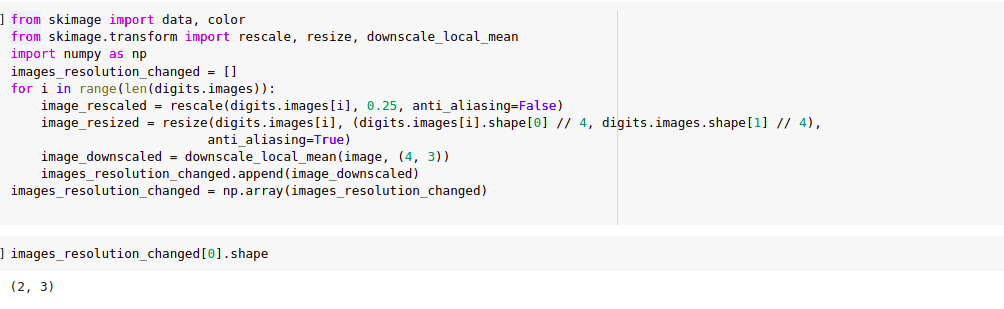 ] from skimage import data, color
from skimage.transform import rescale, resize, downscale_local_mean
import numpy as np
images_resolution_changed = []
for i in range(len(digits.images)):
    image_rescaled = rescale(digits.images[i], 0.25, anti_aliasing=False)
    image_resized = resize(digits.images[i], (digits.images[i].shape[0] // 4, digits.images.shape[1] // 4),
                          anti_aliasing=True)
    image_downscaled = downscale_local_mean(image, (4, 3))
    images_resolution_changed.append(image_downscaled)
images_resolution_changed = np.array(images_resolution_changed)
] images_resolution_changed[0].shape
(2, 3)